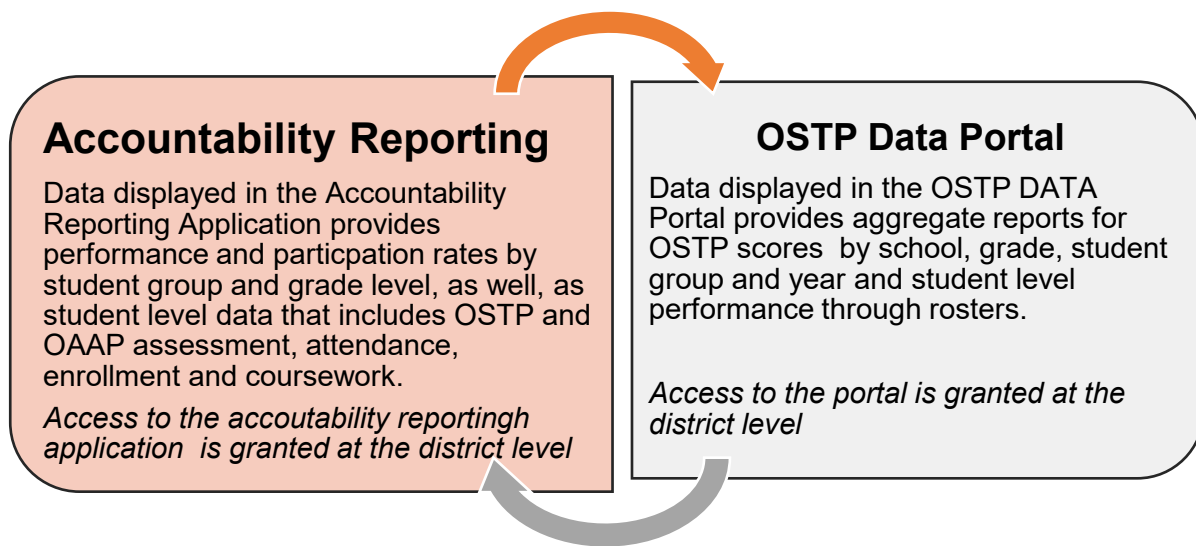 Accountability Reporting
Data displayed in the Accountability
Reporting Application provides
performance and particpation rates by
student group and grade level, as well, as
student level data that includes OSTP and
OAAP assessment, attendance,
enrollment and coursework.
Access to the accoutability reportingh
application  is granted at the district level
OSTP Data Portal
Data displayed in the OSTP DATA
Portal provides aggregate reports for
OSTP scores  by school, grade, student
group and year and student level
performance through rosters.
Access to the portal is granted at the
district level